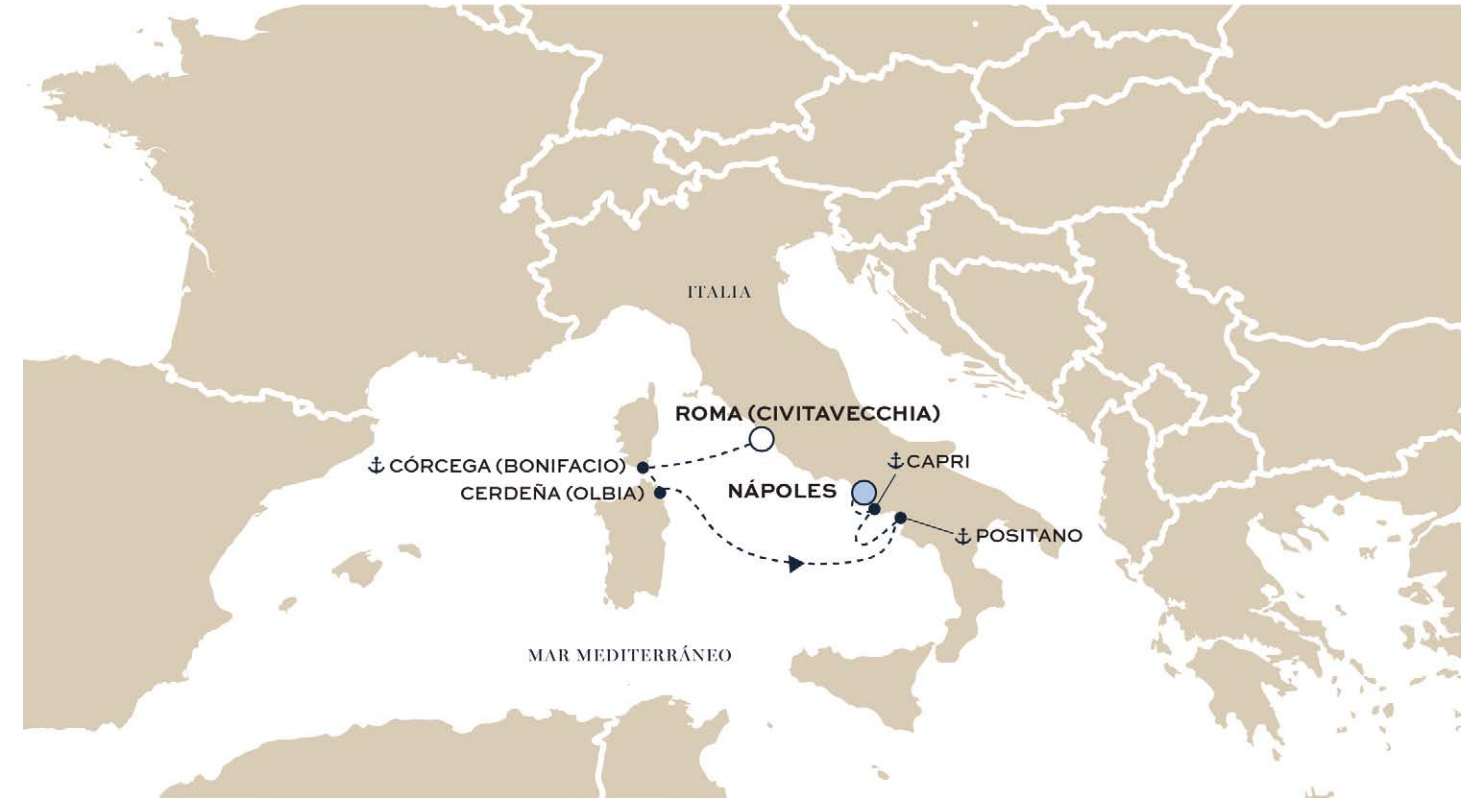 ITALIA
ROMA (CIVITAVECCHIA)
CAPRI
CÓRCEGA (BONIFACIO)
NÁPOLES
CERDEÑA (OLBIA)
POSITANO
MAR MEDITERRÁNEO